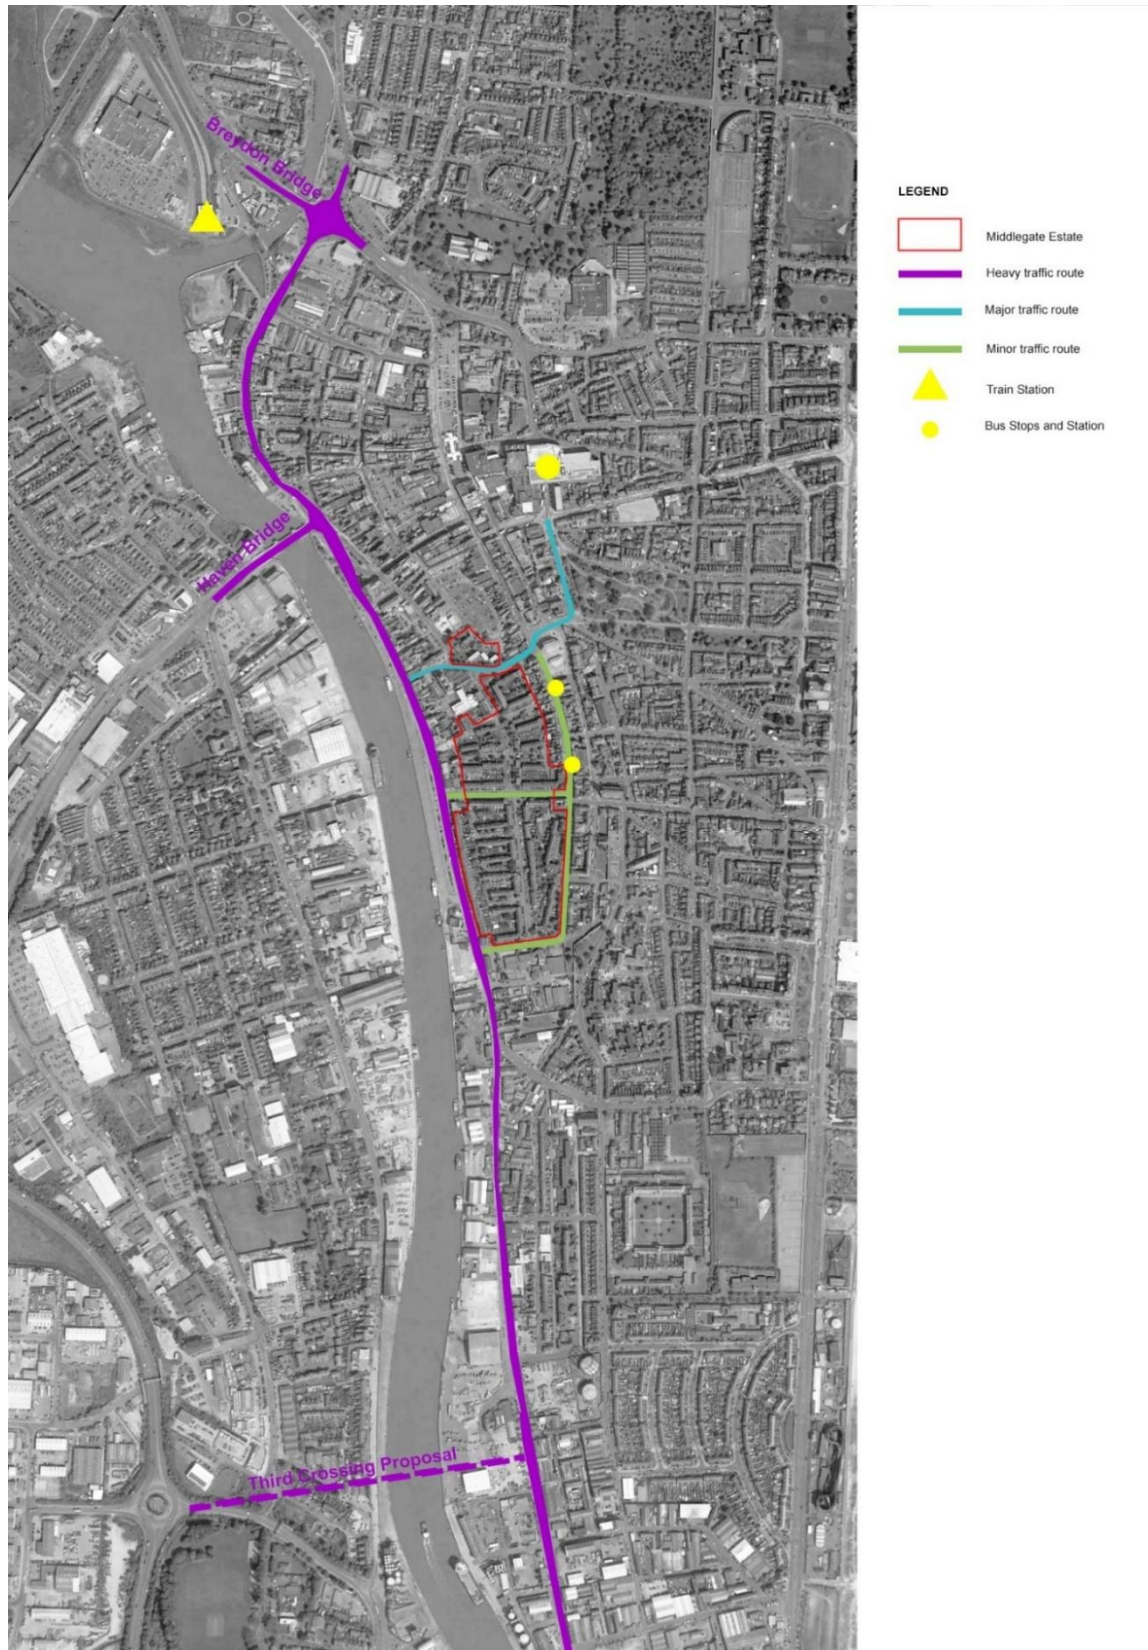 Breydon Bridge
LEGEND
Middlegate Estate
Heavy traffic route
Major traffic route
Minor traffic route
Train Station
Bus Stops and Station
Haven Bridge
Third Crossing Proposal